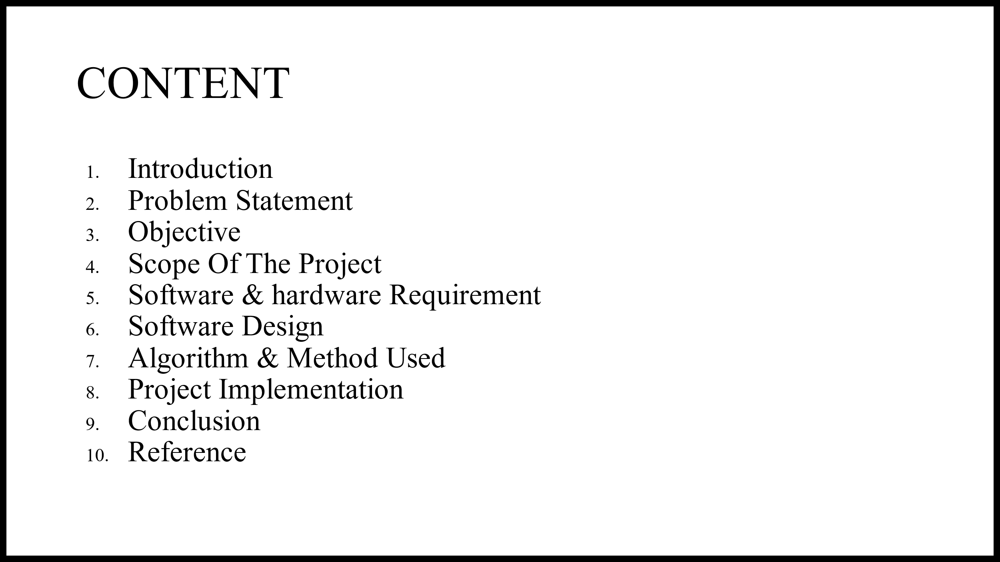 CONTENT
1. Introduction
2. Problem Statement
3. Objective
4. Scope Of The Project
5. Software & hardware Requirement
6. Software Design
7. Algorithm & Method Used
8. Project Implementation
9. Conclusion
10. Reference